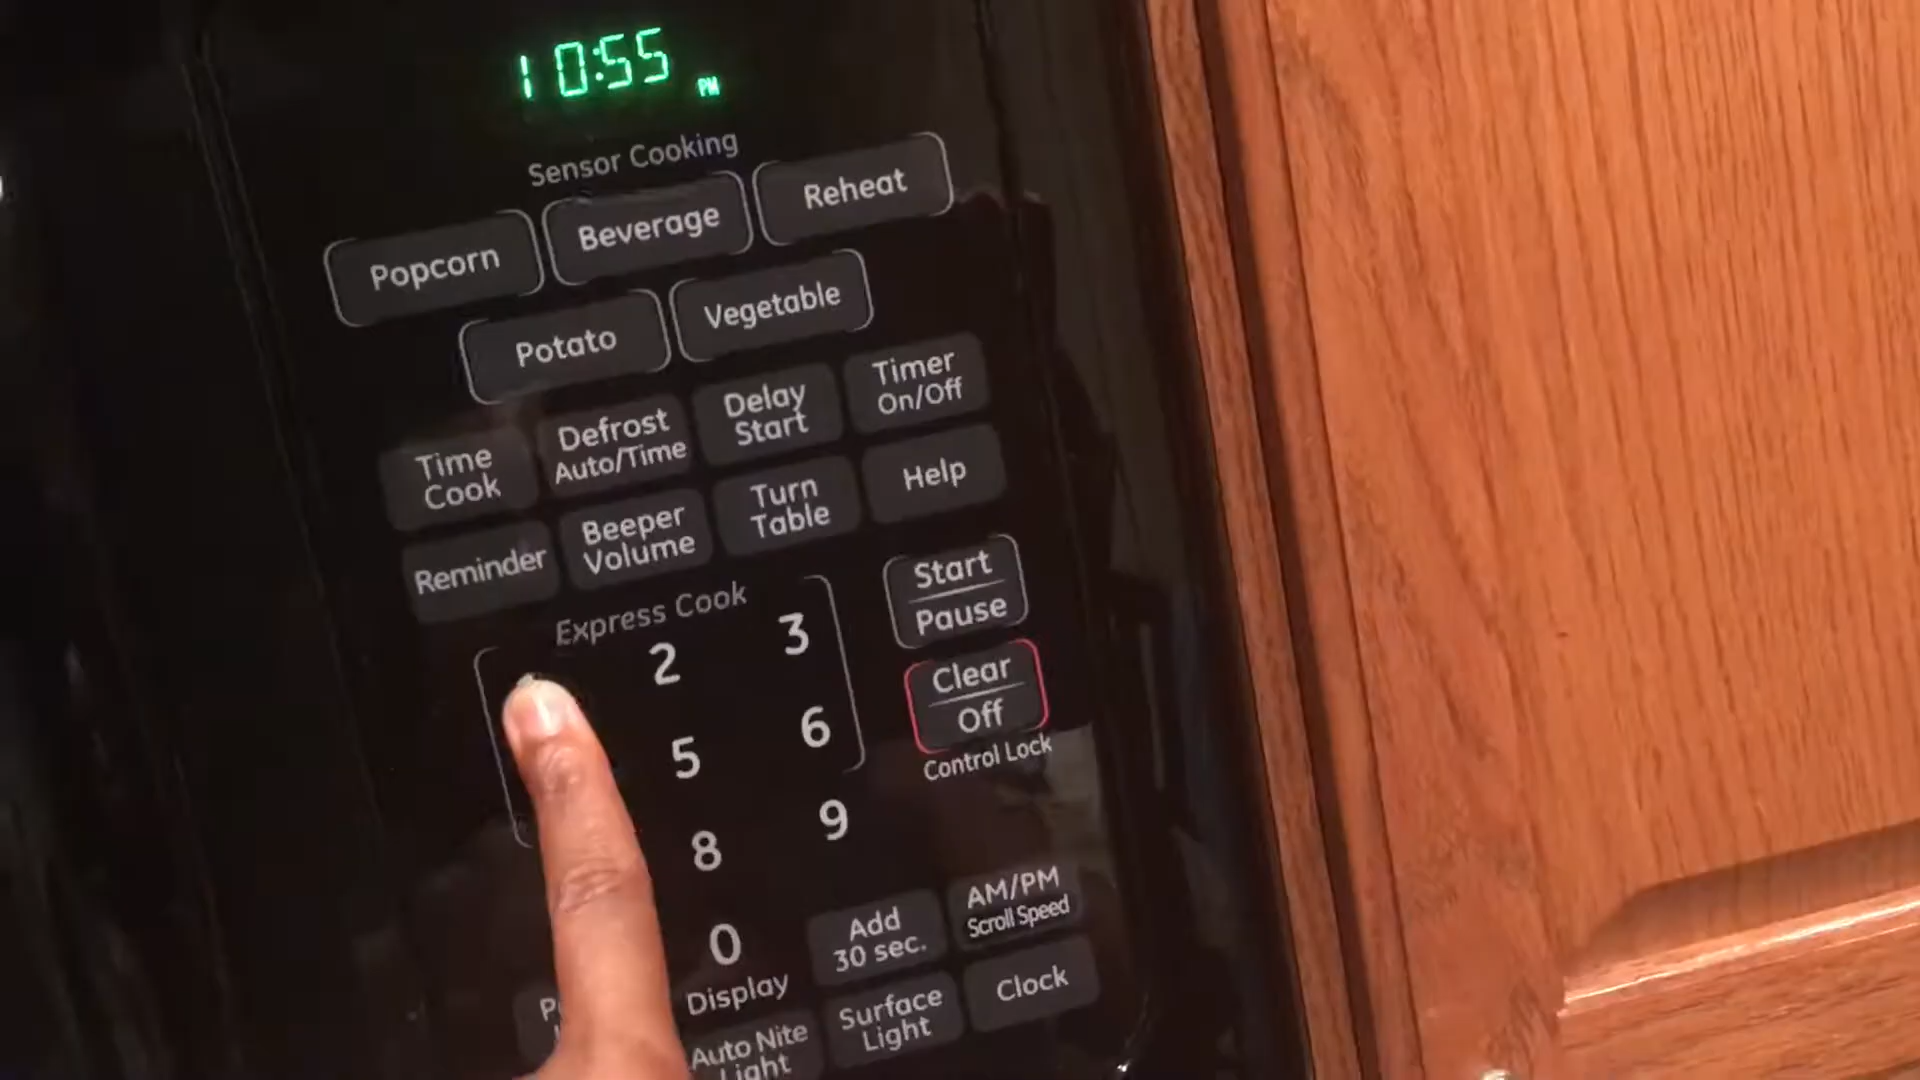 10:55 PM
Sensor Cooking
Popcorn
Beverage
Reheat
Potato
Vegetable
Time
Cook
Defrost
Auto/Time
Delay
Start
Timer
On/Off
Reminder
Beeper
Volume
Turn
Table
Help
Express Cook
2
3
5
6
8
9
0
Start
Pause
Clear
Off
Control Lock
Display
Add
30 sec.
AM/PM
Scroll Speed
Auto Nite
Light
Surface
Light
Clock